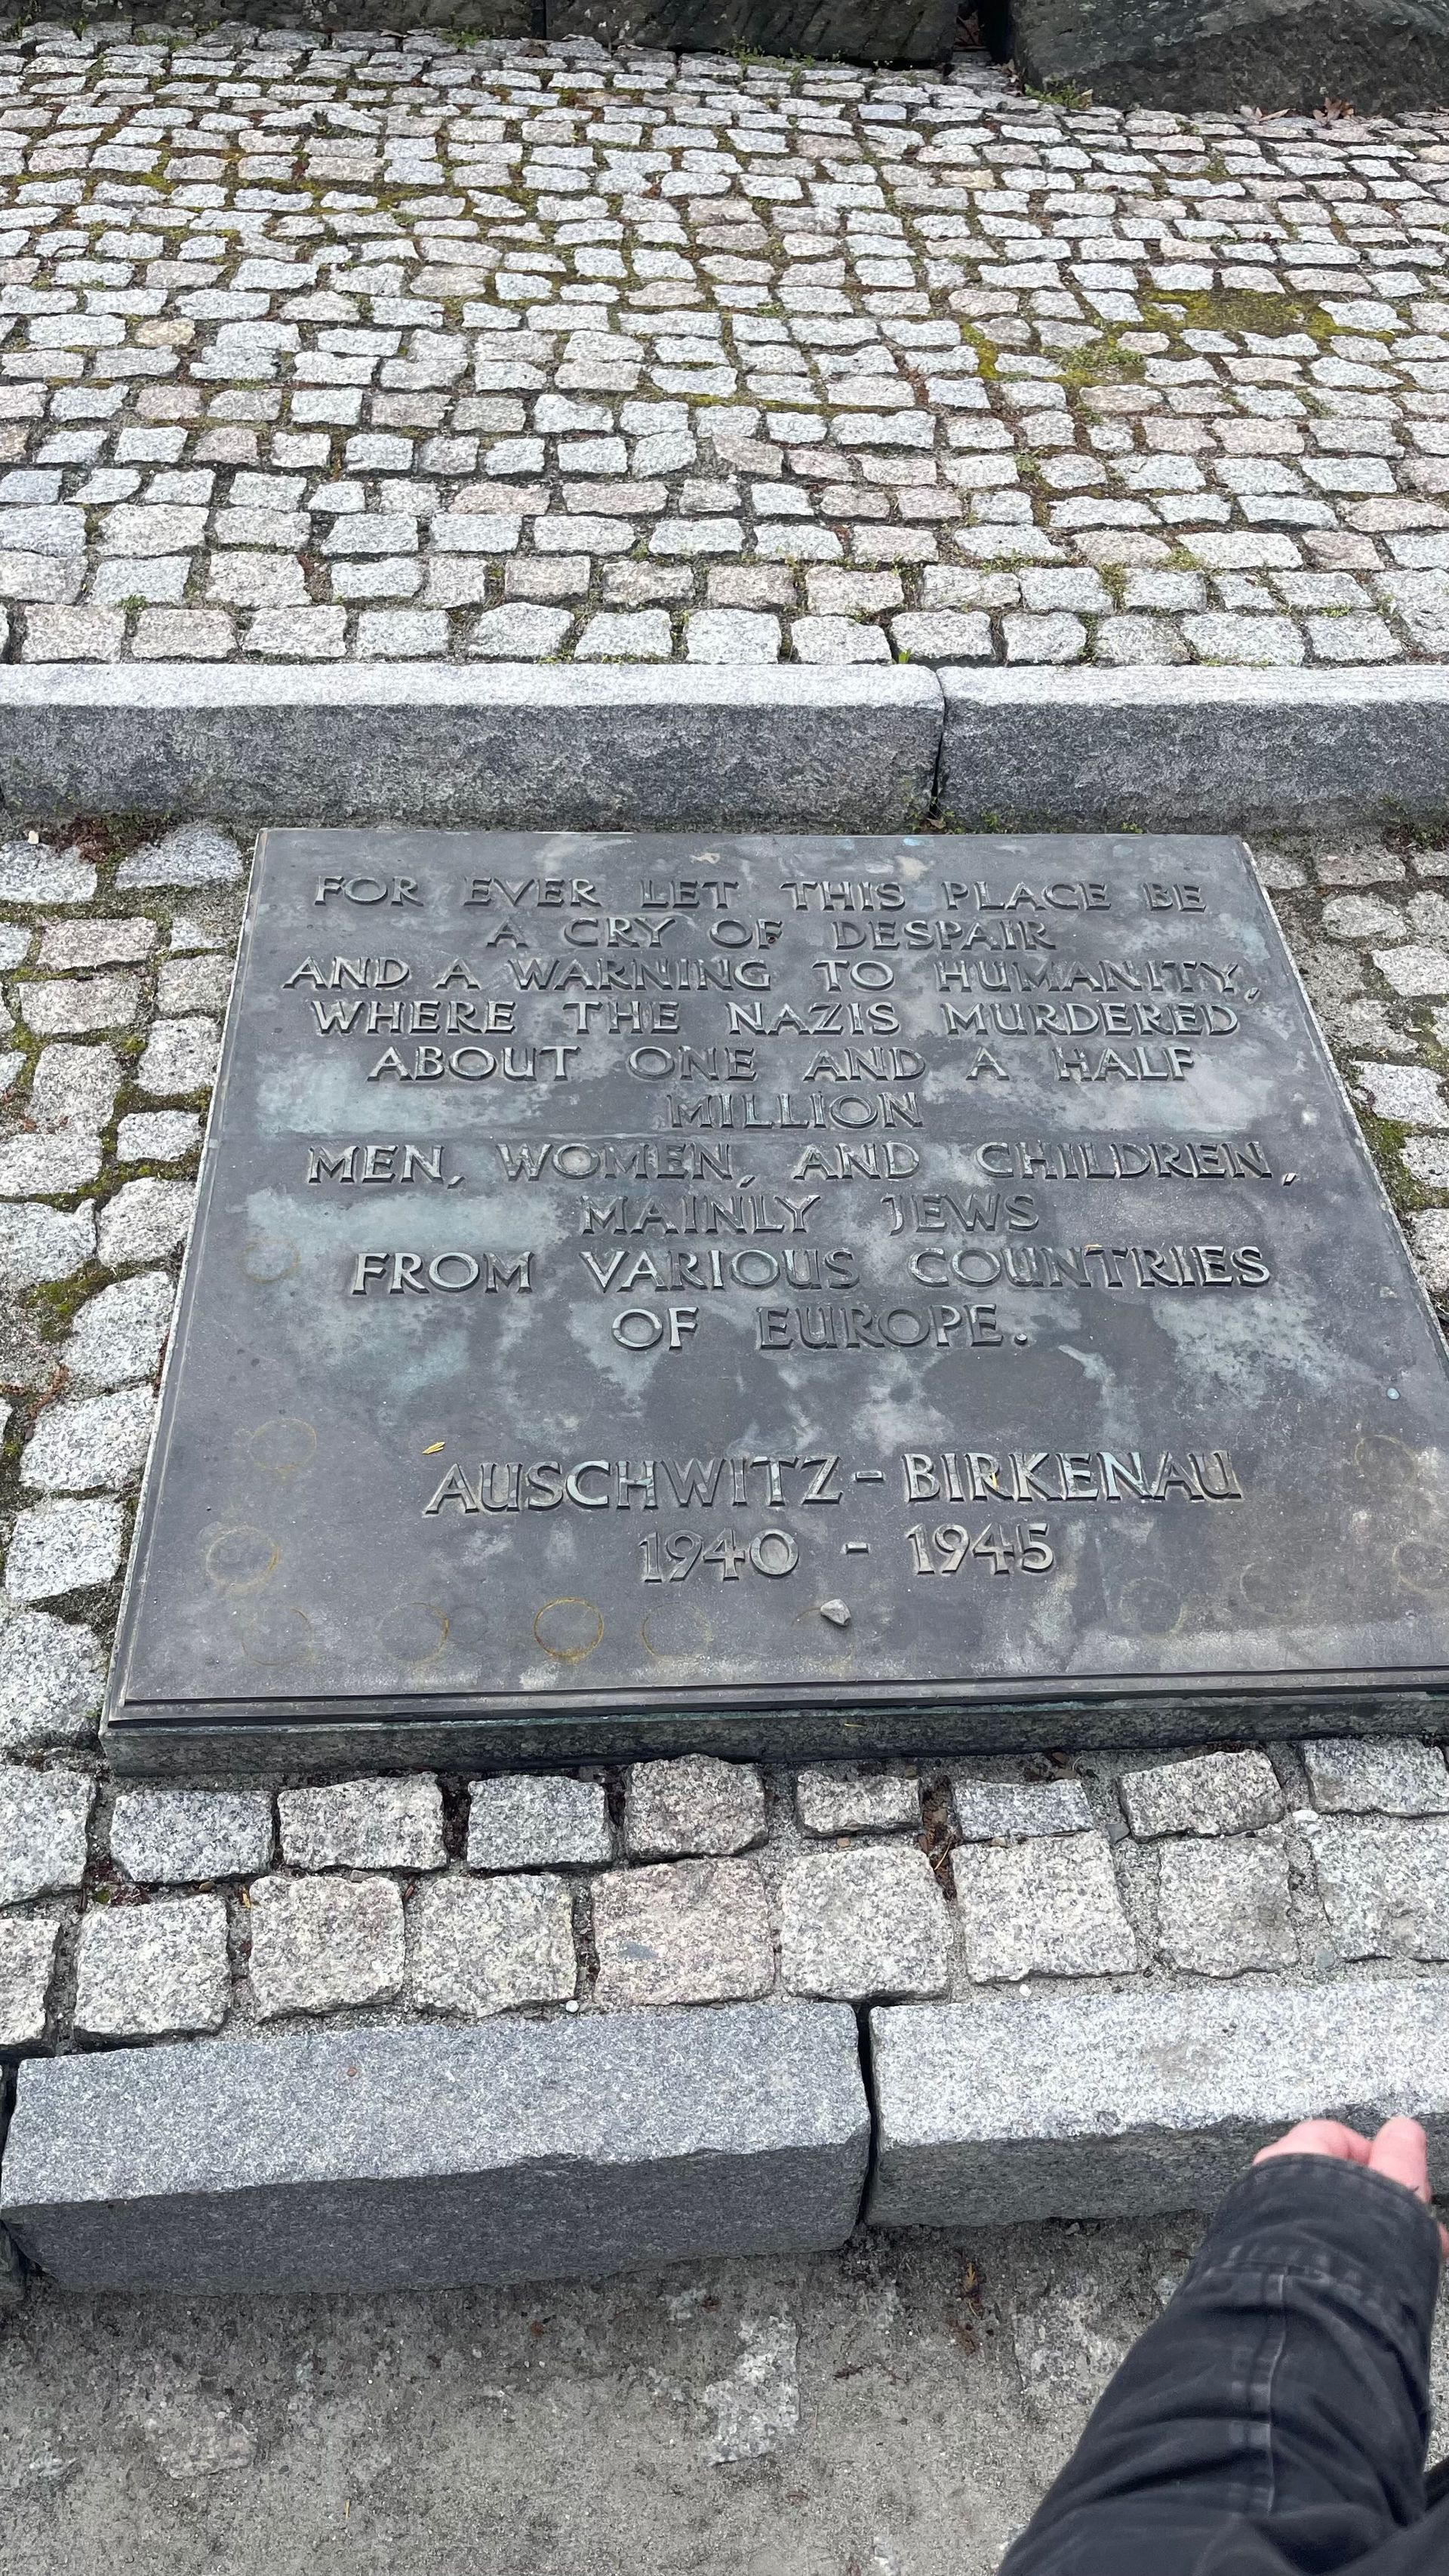 FOR EVER LET THIS PLACE BE
A CRY OF DESPAIR
AND A WARNING TO HUMANITY,
WHERE THE NAZIS MURDERED
ABOUT ONE AND A HALF
MILLION
MEN, WOMEN, AND CHILDREN,
MAINLY JEWS
FROM VARIOUS COUNTRIES
OF EUROPE.
AUSCHWITZ - BIRKENAU
1940 - 1945